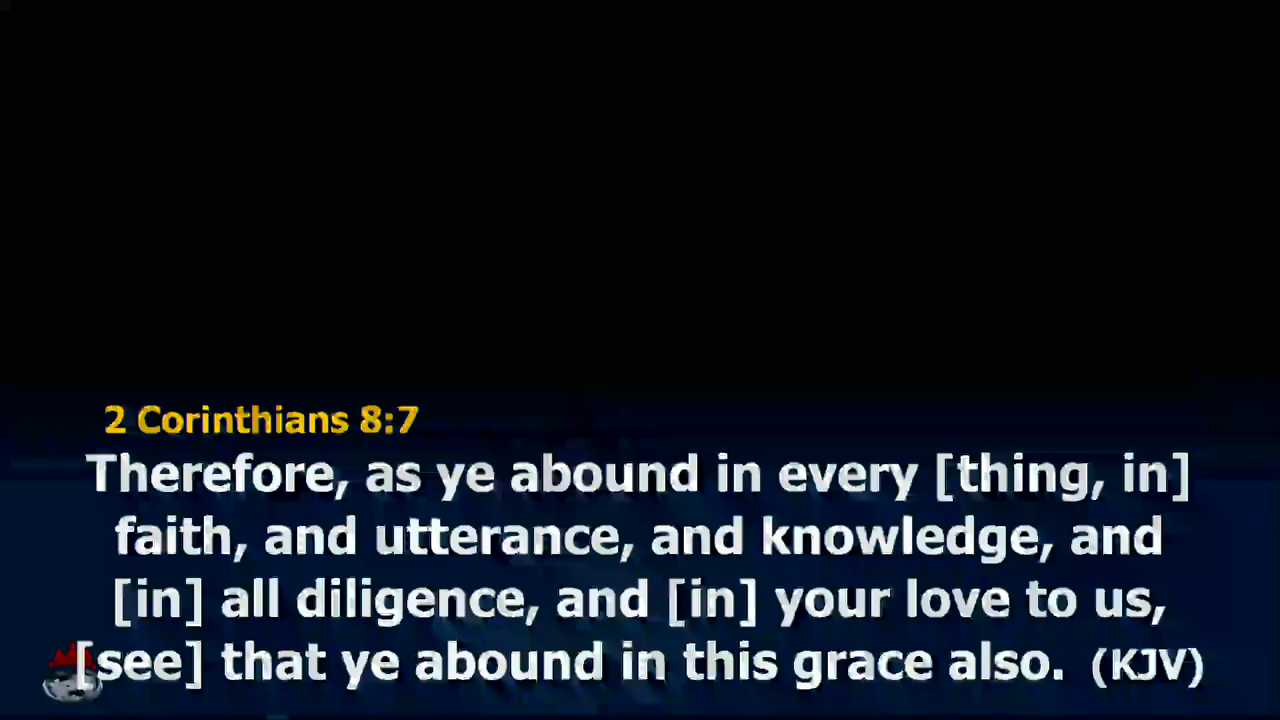 2 Corinthians 8:7
Therefore, as ye abound in every [thing, in]
faith, and utterance, and knowledge, and
[in] all diligence, and [in] your love to us,
[see] that ye abound in this grace also. (KJV)